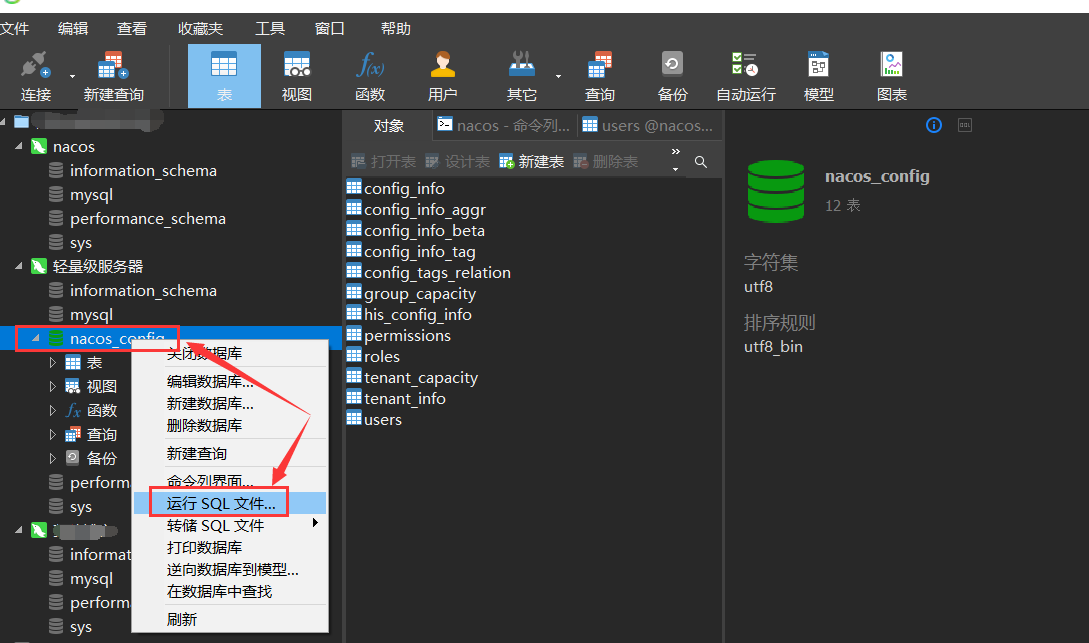 文件 编辑 查看 收藏夹 工具 窗口 帮助
连接 新建查询 表 视图 函数 用户 其它 查询 备份 自动运行 模型 图表
nacos
information_schema
mysql
performance_schema
sys
轻量级服务器
information_schema
mysql
nacos_config
表
视图
函数
查询
备份
perform
sys
informat
mysql
perform
sys
关闭数据库
编辑数据库...
新建数据库...
删除数据库
新建查询
命令列界面...
运行 SQL 文件...
转储 SQL 文件
打印数据库
逆向数据库到模型...
在数据库中查找
刷新
对象 nacos - 命令列... users @nacos...
打开表 设计表 新建表 删除表 »
config_info
config_info_aggr
config_info_beta
config_info_tag
config_tags_relation
group_capacity
his_config_info
permissions
roles
tenant_capacity
tenant_info
users
nacos_config
12 表
字符集
utf8
排序规则
utf8_bin